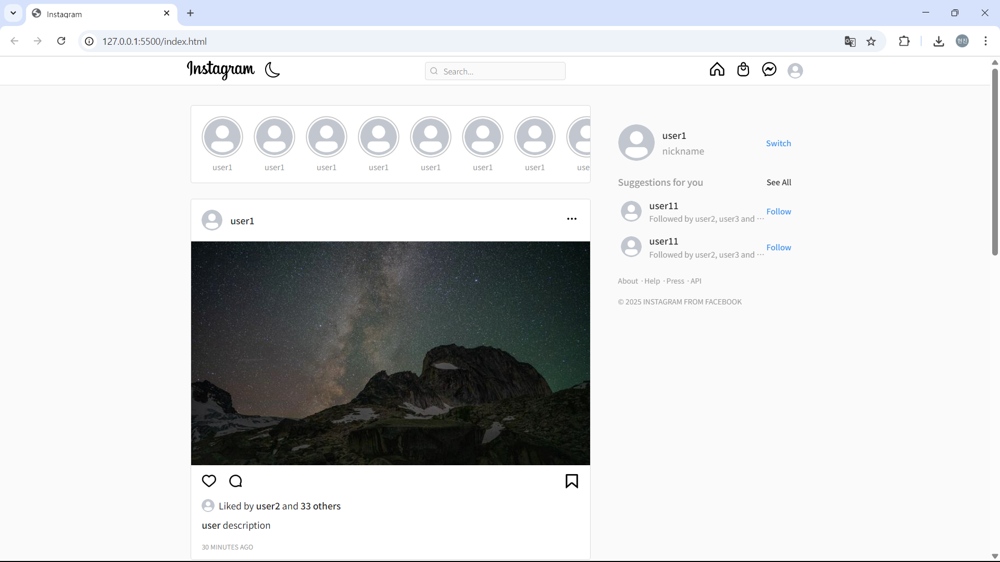 Instagram
127.0.0.1:5500/index.html
현진
Instagram
Search...
user1
user1
user1
user1
user1
user1
user1
use
user1
nickname
Switch
Suggestions for you
See All
user11
Followed by user2, user3 and ···
Follow
user11
Followed by user2, user3 and ···
Follow
About · Help · Press · API
© 2025 INSTAGRAM FROM FACEBOOK
user1
Liked by user2 and 33 others
user description
30 MINUTES AGO